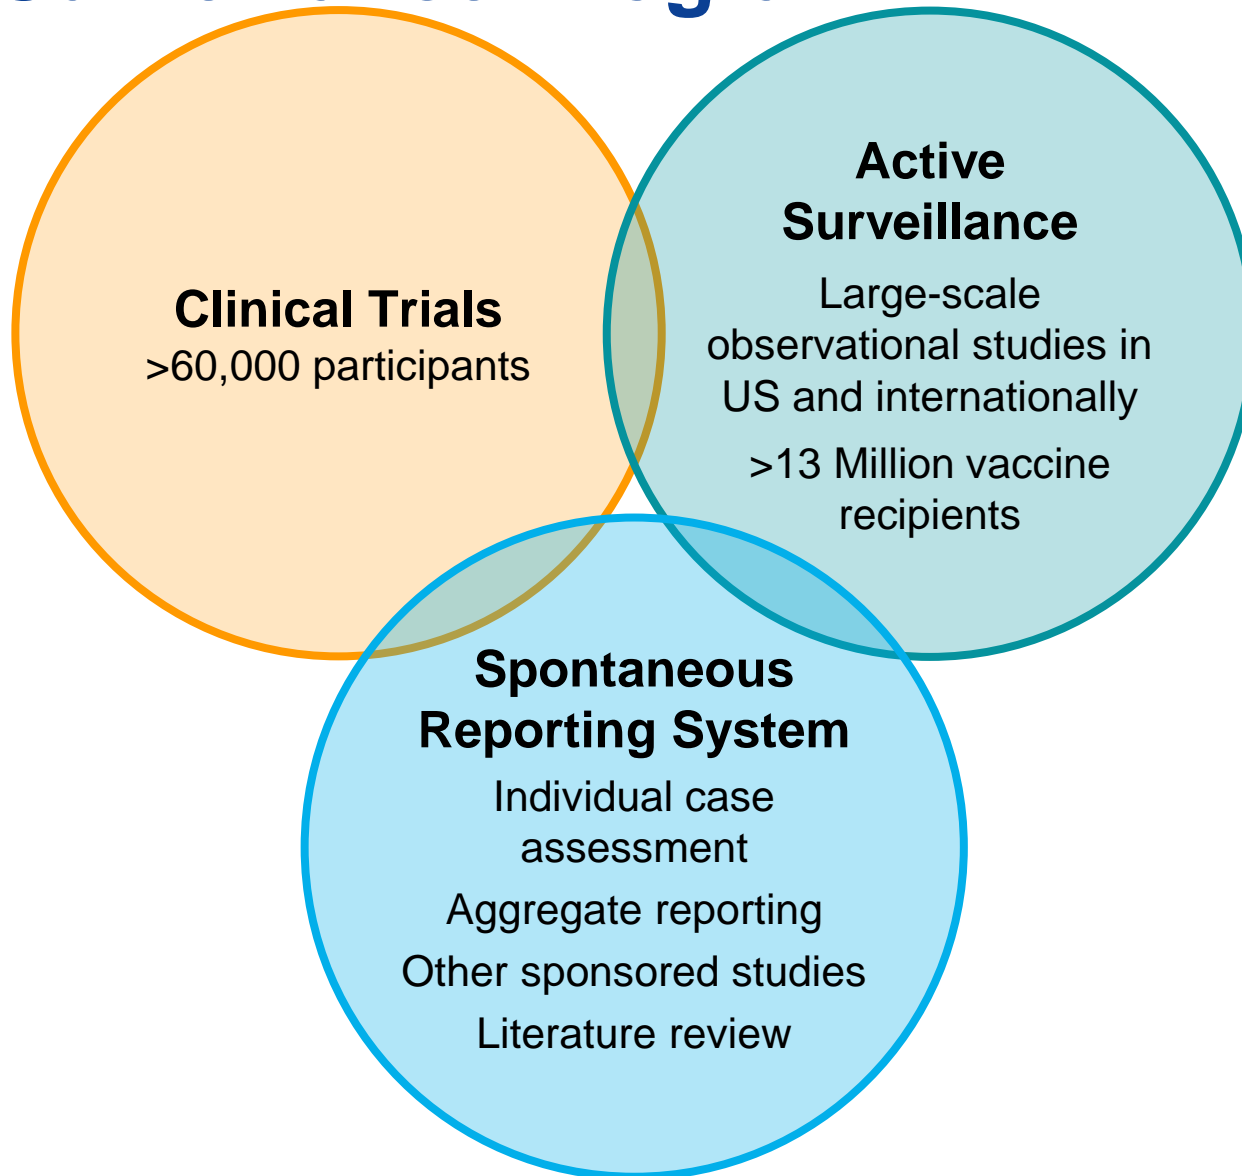 Clinical Trials
>60,000 participants
Active
Surveillance
Large-scale
observational studies in
US and internationally
>13 Million vaccine
recipients
Spontaneous
Reporting System
Individual case
assessment
Aggregate reporting
Other sponsored studies
Literature review